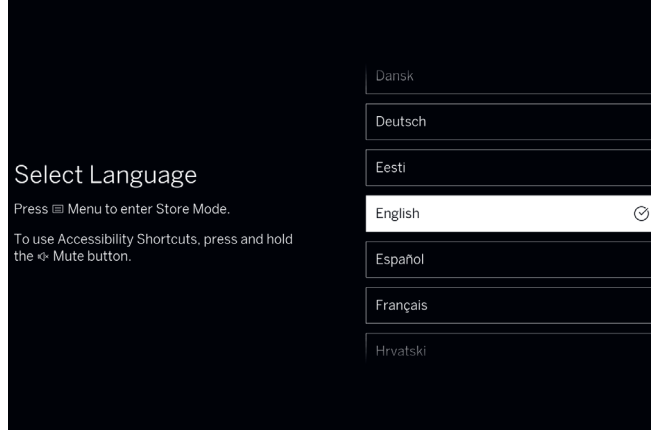 Select Language
Press Menu to enter Store Mode.
To use Accessibility Shortcuts, press and hold
the Mute button.
Dansk
Deutsch
Eesti
English
Español
Français
Hrvatski